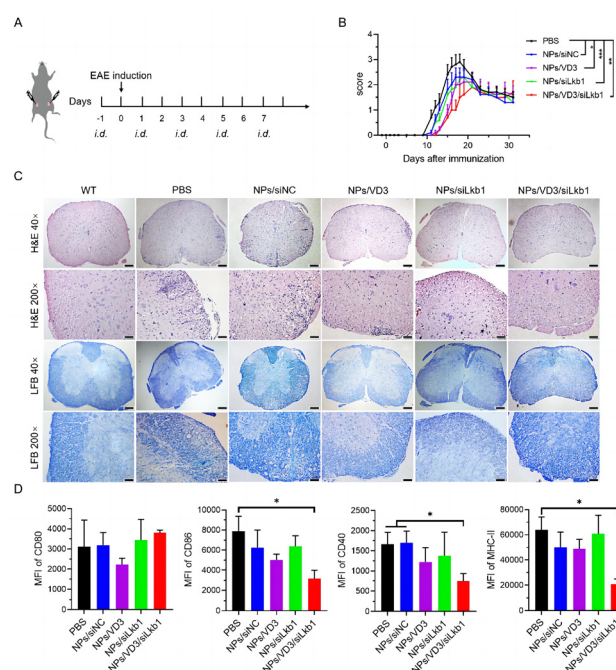 A
EAE induction
Days
-1 0 1 2 3 4 5 6 7
i.d. i.d. i.d. i.d. i.d.
B
score
4
3
2
1
0
0 10 20 30
Days after immunization
PBS
NPs/siNC
NPs/VD3
NPs/siLkb1
NPs/VD3/siLkb1
* *** **
C
WT PBS NPs/siNC NPs/VD3 NPs/siLkb1 NPs/VD3/siLkb1
H&E 40×
H&E 200×
LFB 40×
LFB 200×
D
MFI of CD80
5000
4000
3000
2000
1000
0
PBS
NPs/siNC
NPs/VD3
NPs/siLkb1
NPs/VD3/siLkb1
MFI of CD86
10000
8000
6000
4000
2000
0
*
PBS
NPs/siNC
NPs/VD3
NPs/siLkb1
NPs/VD3/siLkb1
MFI of CD40
2500
2000
1500
1000
500
0
*
PBS
NPs/siNC
NPs/VD3
NPs/siLkb1
NPs/VD3/siLkb1
MFI of MHC-II
80000
60000
40000
20000
0
*
PBS
NPs/siNC
NPs/VD3
NPs/siLkb1
NPs/VD3/siLkb1